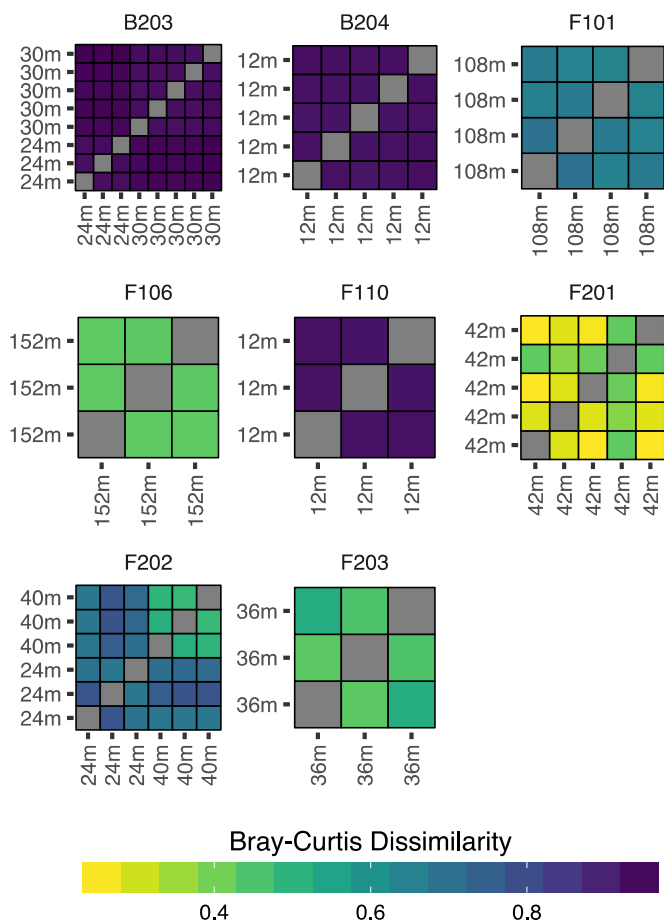 B203 B204 F101
30m
30m
30m
30m
30m
24m
24m
24m
24m 24m 24m 30m 30m 30m 30m 30m
12m
12m
12m
12m
12m
12m 12m 12m 12m 12m
108m
108m
108m
108m
108m 108m 108m 108m
F106 F110 F201
152m
152m
152m
152m 152m 152m
12m
12m
12m
12m 12m 12m
42m
42m
42m
42m
42m
42m 42m 42m 42m 42m
F202 F203
40m
40m
40m
24m
24m
24m
24m 24m 24m 40m 40m 40m
36m
36m
36m
36m 36m 36m
Bray-Curtis Dissimilarity
0.4 0.6 0.8